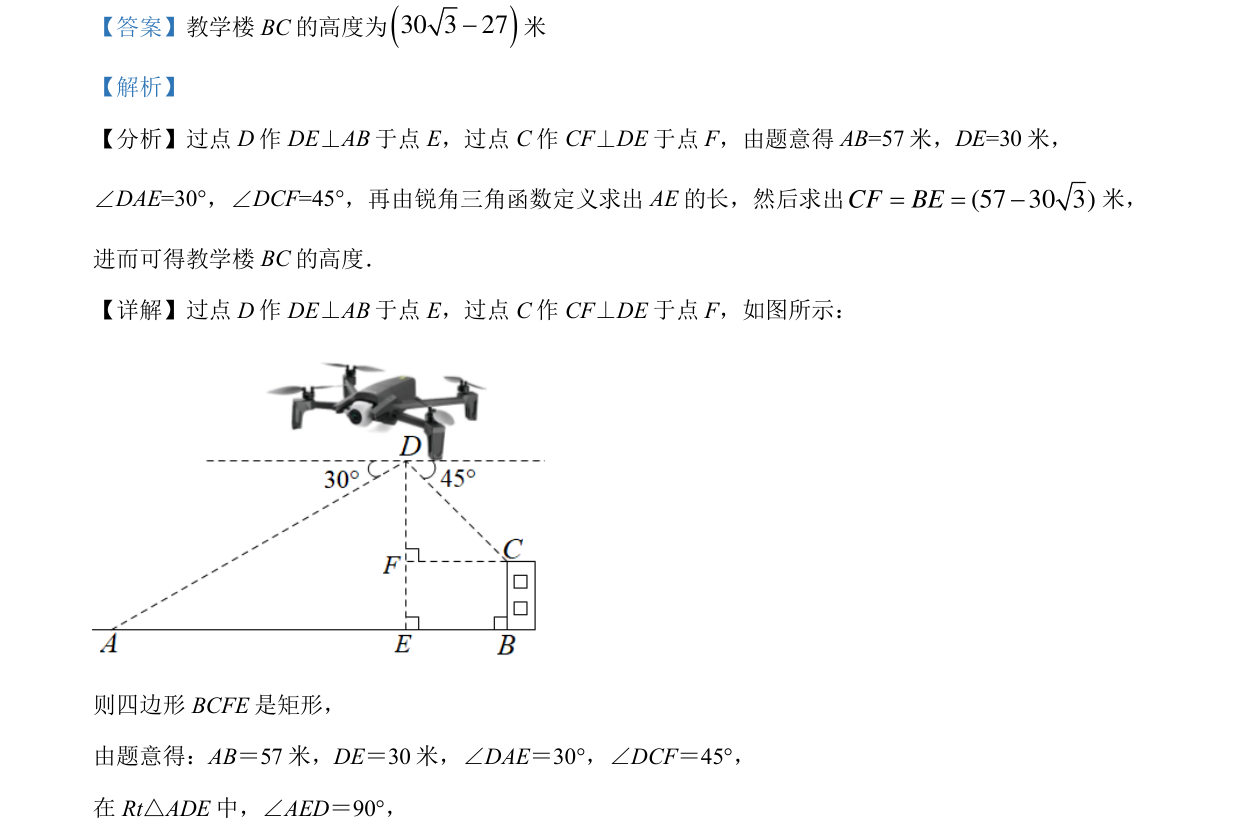 【答案】教学楼 BC 的高度为(30√3−27)米
【解析】
【分析】过点 D 作 DE⊥AB 于点 E，过点 C 作 CF⊥DE 于点 F，由题意得 AB=57 米，DE=30 米，
∠DAE=30°，∠DCF=45°，再由锐角三角函数定义求出 AE 的长，然后求出 CF = BE = (57−30√3) 米，
进而可得教学楼 BC 的高度．
【详解】过点 D 作 DE⊥AB 于点 E，过点 C 作 CF⊥DE 于点 F，如图所示：
D
30° 45°
C
F
A E B
则四边形 BCFE 是矩形，
由题意得：AB＝57 米，DE＝30 米，∠DAE＝30°，∠DCF＝45°，
在 Rt△ADE 中，∠AED＝90°，